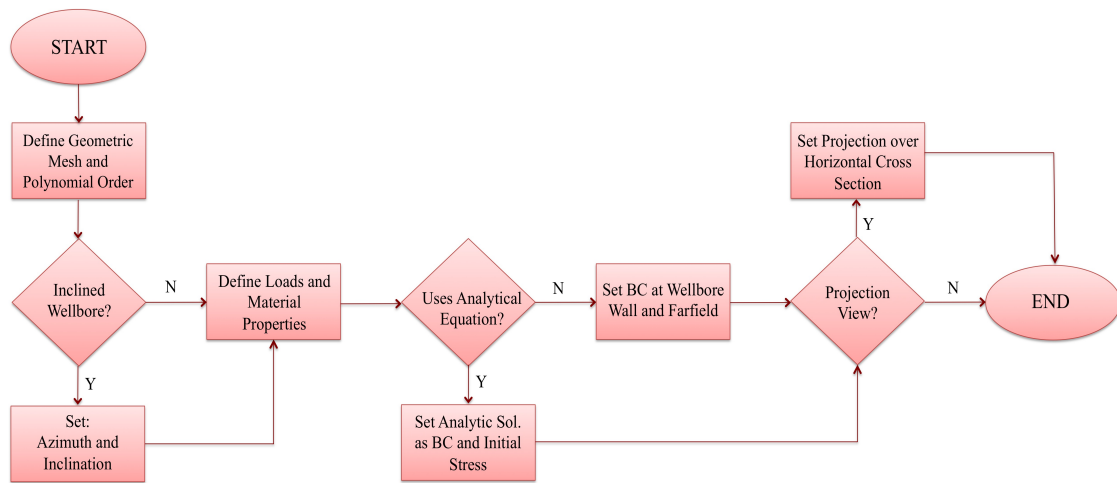 START
Define Geometric
Mesh and
Polynomial Order
Inclined
Wellbore?
N
Y
Set:
Azimuth and
Inclination
Define Loads and
Material
Properties
Uses Analytical
Equation?
N
Y
Set Analytic Sol.
as BC and Initial
Stress
Set BC at Wellbore
Wall and Farfield
Projection
View?
Y
N
Set Projection over
Horizontal Cross
Section
END